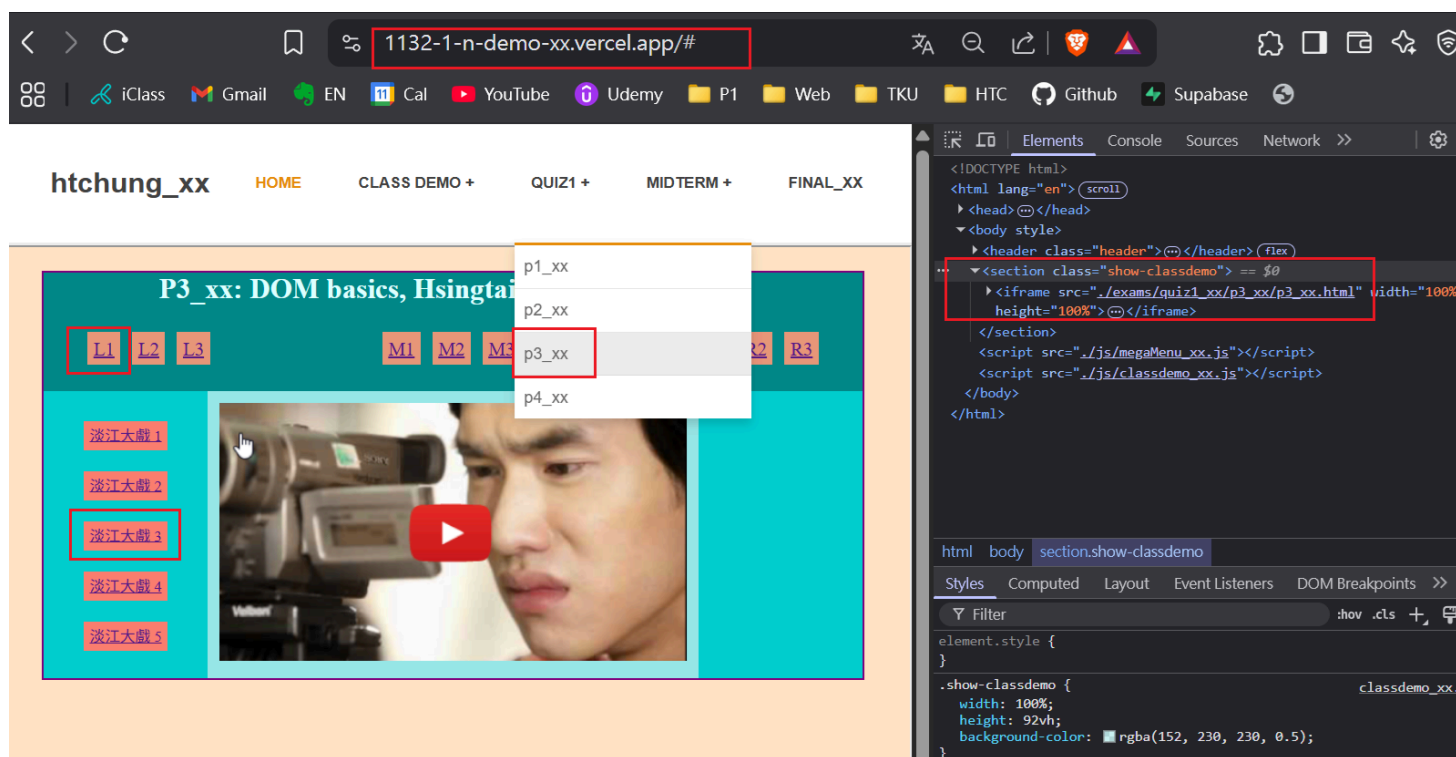 1132-1-n-demo-xx.vercel.app/#
iClass Gmail EN 11 Cal YouTube Udemy P1 Web TKU HTC Github Supabase
htchung_xx HOME CLASS DEMO + QUIZ1 + MIDTERM + FINAL_XX
p1_xx
p2_xx
p3_xx
p4_xx
P3_xx: DOM basics, Hsingtai
L1 L2 L3 M1 M2 M3 R2 R3
淡江大戲 1
淡江大戲 2
淡江大戲 3
淡江大戲 4
淡江大戲 5
SONY
Velbon
Elements Console Sources Network
<!DOCTYPE html>
<html lang="en"> scroll
<head> </head>
<body style>
<header class="header"> </header> flex
<section class="show-classdemo"> == $0
<iframe src="./exams/quiz1_xx/p3_xx/p3_xx.html" width="100%
height="100%"> </iframe>
</section>
<script src="./js/megaMenu_xx.js"></script>
<script src="./js/classdemo_xx.js"></script>
</body>
</html>
html body section.show-classdemo
Styles Computed Layout Event Listeners DOM Breakpoints
Filter :hov .cls
element.style {
}
.show-classdemo { classdemo_xx.
width: 100%;
height: 92vh;
background-color: rgba(152, 230, 230, 0.5);
}